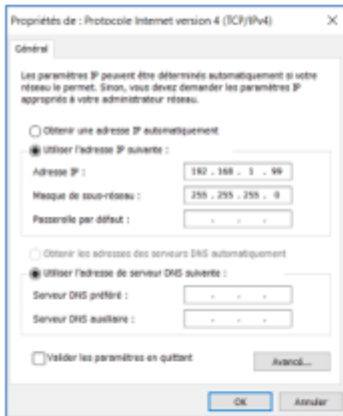 Propriétés de : Protocole Internet version 4 (TCP/IPv4)
Général
Les paramètres IP peuvent être déterminés automatiquement si votre
réseau le permet. Sinon, vous devez demander les paramètres IP
appropriés à votre administrateur réseau.
Obtenir une adresse IP automatiquement
Utiliser l'adresse IP suivante :
Adresse IP : 192 . 168 . 1 . 99
Masque de sous-réseau : 255 . 255 . 255 . 0
Passerelle par défaut : . . .
Obtenir les adresses des serveurs DNS automatiquement
Utiliser l'adresse de serveur DNS suivante :
Serveur DNS préféré : . . .
Serveur DNS auxiliaire : . . .
Valider les paramètres en quittant
Avancé...
OK Annuler